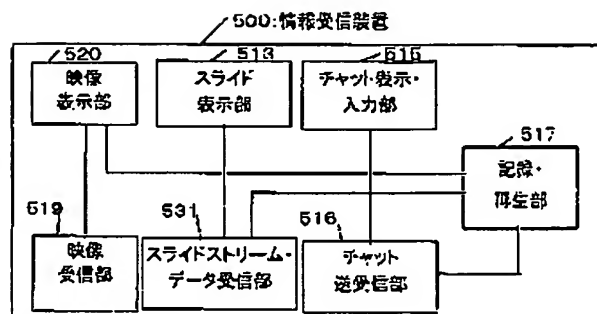 500:情報受信装置
520
513
515
映像
表示部
スライド
表示部
チャット表示・
入力部
517
記録・
再生部
519
531
516
映像
受信部
スライドストリーム・
データ受信部
チャット
送受信部